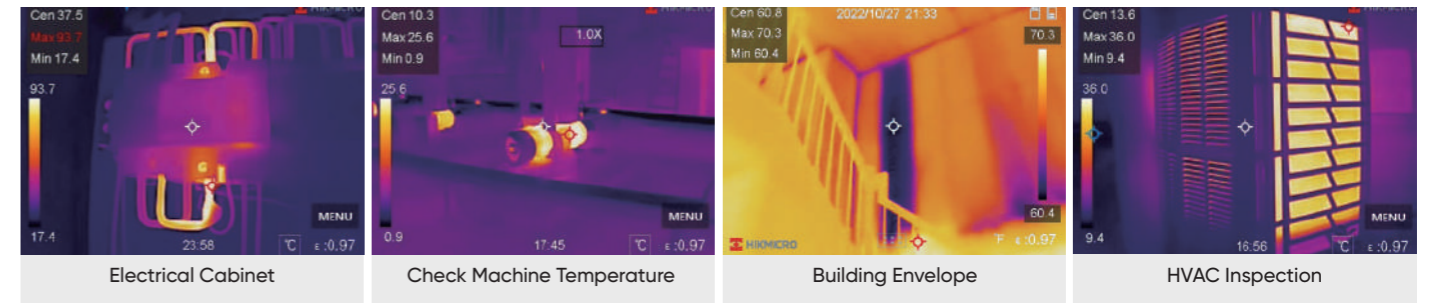 HIKMICRO
Cen 37.5
Max 93.7
Min 17.4
93.7
G
G
MENU
17.4
23:58
℃
ε :0.97
Electrical Cabinet
HIKMICRO
Cen 10.3
Max 25.6
Min 0.9
1.0X
25.6
MENU
0.9
17:45
℃
ε :0.97
Check Machine Temperature
Cen 60.8
2022/10/27 21:33
Max 70.3
Min 60.4
70.3
60.4
HIKMICRO
℉ ε :0.97
Building Envelope
HIKMICRO
Cen 13.6
Max 36.0
Min 9.4
36.0
MENU
9.4
16:56
℃
ε :0.97
HVAC Inspection